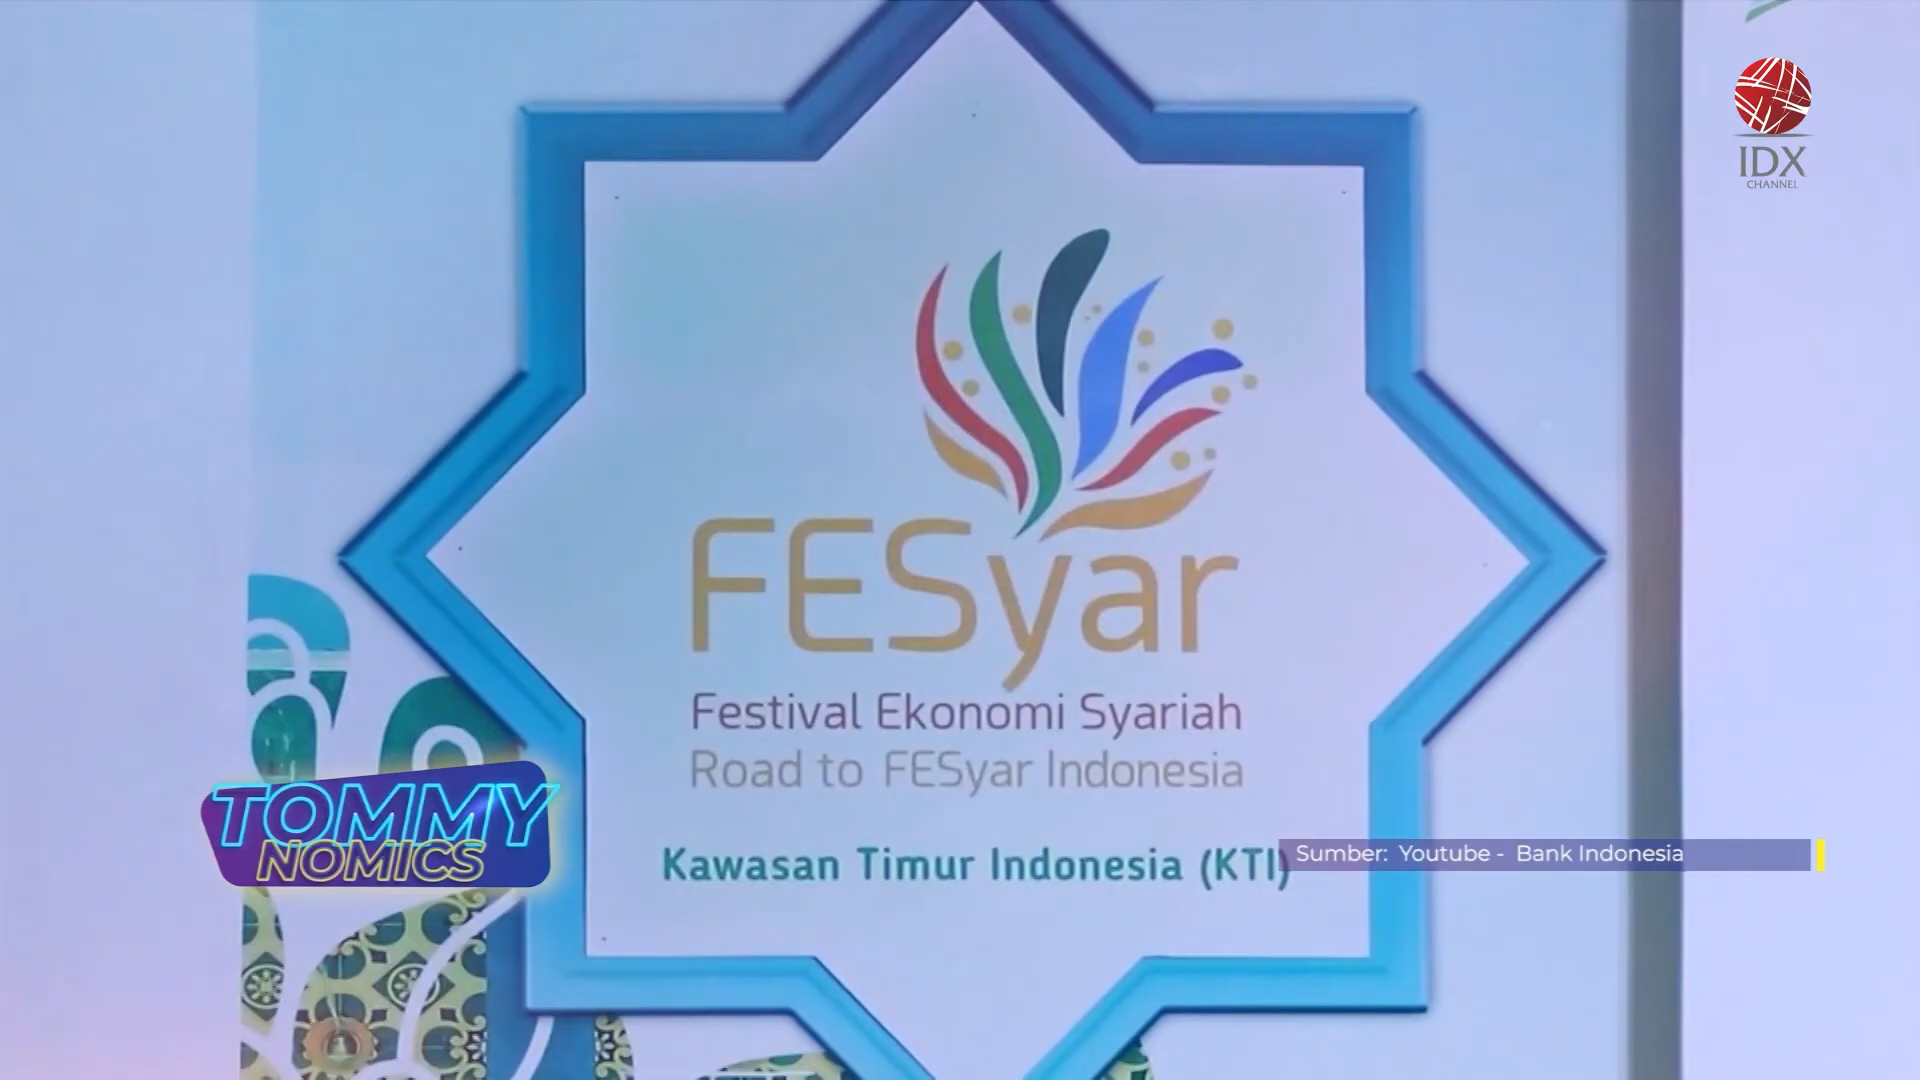 IDX
CHANNEL
FESyar
Festival Ekonomi Syariah
Road to FESyar Indonesia
Kawasan Timur Indonesia (KTI)
TOMMY
NOMICS
Sumber: Youtube - Bank Indonesia